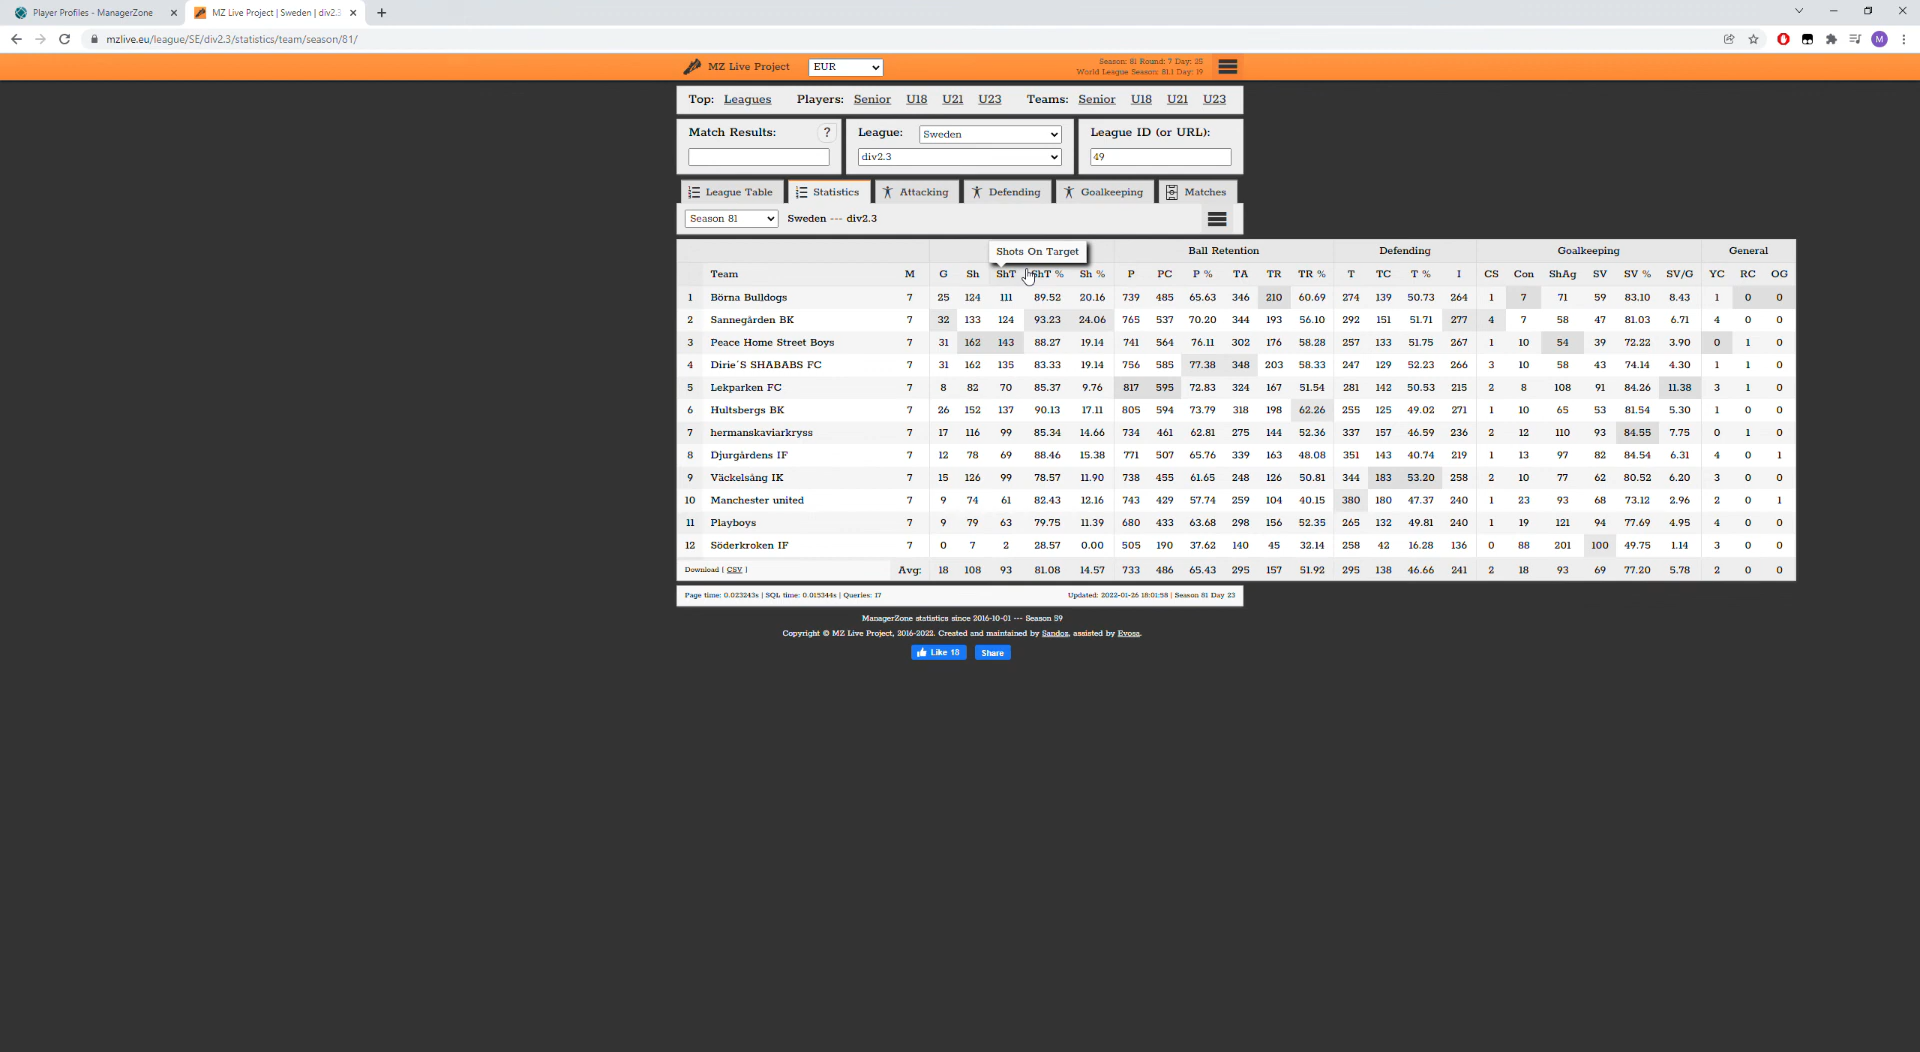 Player Profiles - ManagerZone
MZ Live Project | Sweden | div2.3
mzlive.eu/league/SE/div2.3/statistics/team/season/81/
M
MZ Live Project EUR
Season: 81 Round: 7 Day: 25
World League Season: 81.1 Day: 19
Top: Leagues Players: Senior U18 U21 U23 Teams: Senior U18 U21 U23
Match Results: ? League: Sweden League ID (or URL):
div2.3 49
League Table Statistics Attacking Defending Goalkeeping Matches
Season 81 Sweden --- div2.3
Shots On Target Ball Retention Defending Goalkeeping General
Team M G Sh ShT ShT % Sh % P PC P % TA TR TR % T TC T % I CS Con ShAg SV SV % SV/G YC RC OG
1 Börna Bulldogs 7 25 124 111 89.52 20.16 739 485 65.63 346 210 60.69 274 139 50.73 264 1 7 71 59 83.10 8.43 1 0 0
2 Sannegården BK 7 32 133 124 93.23 24.06 765 537 70.20 344 193 56.10 292 151 51.71 277 4 7 58 47 81.03 6.71 4 0 0
3 Peace Home Street Boys 7 31 162 143 88.27 19.14 741 564 76.11 302 176 58.28 257 133 51.75 267 1 10 54 39 72.22 3.90 0 1 0
4 Dirie´S SHABABS FC 7 31 162 135 83.33 19.14 756 585 77.38 348 203 58.33 247 129 52.23 266 3 10 58 43 74.14 4.30 1 1 0
5 Lekparken FC 7 8 82 70 85.37 9.76 817 595 72.83 324 167 51.54 281 142 50.53 215 2 8 108 91 84.26 11.38 3 1 0
6 Hultsbergs BK 7 26 152 137 90.13 17.11 805 594 73.79 318 198 62.26 255 125 49.02 271 1 10 65 53 81.54 5.30 1 0 0
7 hermanskaviarkryss 7 17 116 99 85.34 14.66 734 461 62.81 275 144 52.36 337 157 46.59 236 2 12 110 93 84.55 7.75 0 1 0
8 Djurgårdens IF 7 12 78 69 88.46 15.38 771 507 65.76 339 163 48.08 351 143 40.74 219 1 13 97 82 84.54 6.31 4 0 1
9 Väckelsång IK 7 15 126 99 78.57 11.90 738 455 61.65 248 126 50.81 344 183 53.20 258 2 10 77 62 80.52 6.20 3 0 0
10 Manchester united 7 9 74 61 82.43 12.16 743 429 57.74 259 104 40.15 380 180 47.37 240 1 23 93 68 73.12 2.96 2 0 1
11 Playboys 7 9 79 63 79.75 11.39 680 433 63.68 298 156 52.35 265 132 49.81 240 1 19 121 94 77.69 4.95 4 0 0
12 Söderkroken IF 7 0 7 2 28.57 0.00 505 190 37.62 140 45 32.14 258 42 16.28 136 0 88 201 100 49.75 1.14 3 0 0
Download [ CSV ] Avg: 18 108 93 81.08 14.57 733 486 65.43 295 157 51.92 295 138 46.66 241 2 18 93 69 77.20 5.78 2 0 0
Page time: 0.023243s | SQL time: 0.015344s | Queries: 17 Updated: 2022-01-26 18:01:58 | Season 81 Day 23
ManagerZone statistics since 2016-10-01 --- Season 59
Copyright © MZ Live Project, 2016-2022. Created and maintained by Sandos, assisted by Evosa.
Like 18 Share